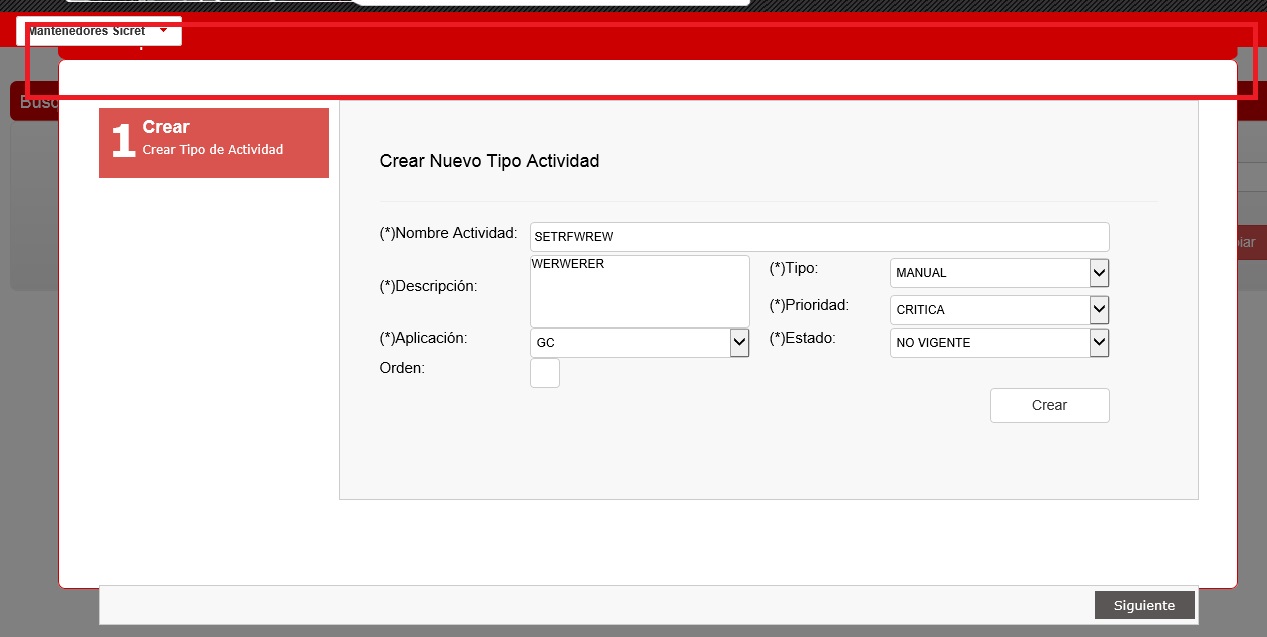 Mantenedores Sicret
Busc
1
Crear
Crear Tipo de Actividad
Crear Nuevo Tipo Actividad
(*)Nombre Actividad:
SETRFWREW
(*)Descripción:
WERWERER
(*)Tipo:
MANUAL
(*)Prioridad:
CRITICA
(*)Aplicación:
GC
(*)Estado:
NO VIGENTE
Orden:
Crear
Siguiente